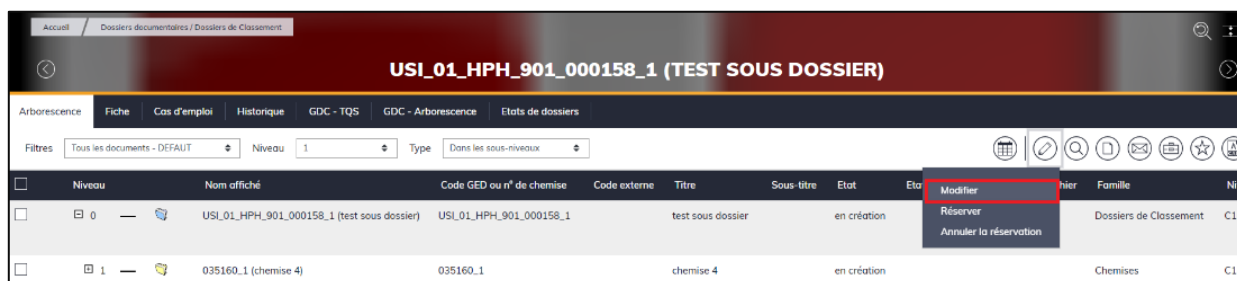 Accueil / Dossiers documentaires / Dossiers de Classement
USI_01_HPH_901_000158_1 (TEST SOUS DOSSIER)
Arborescence Fiche Cas d'emploi Historique GDC - TQS GDC - Arborescence Etats de dossiers
Filtres Tous les documents - DEFAUT Niveau 1 Type Dans les sous-niveaux
Niveau Nom affiché Code GED ou n° de chemise Code externe Titre Sous-titre Etat Eta hier Famille Ni
Modifier
Réserver
Annuler la réservation
0 USI_01_HPH_901_000158_1 (test sous dossier) USI_01_HPH_901_000158_1 test sous dossier en création Dossiers de Classement C1
1 035160_1 (chemise 4) 035160_1 chemise 4 en création Chemises C1